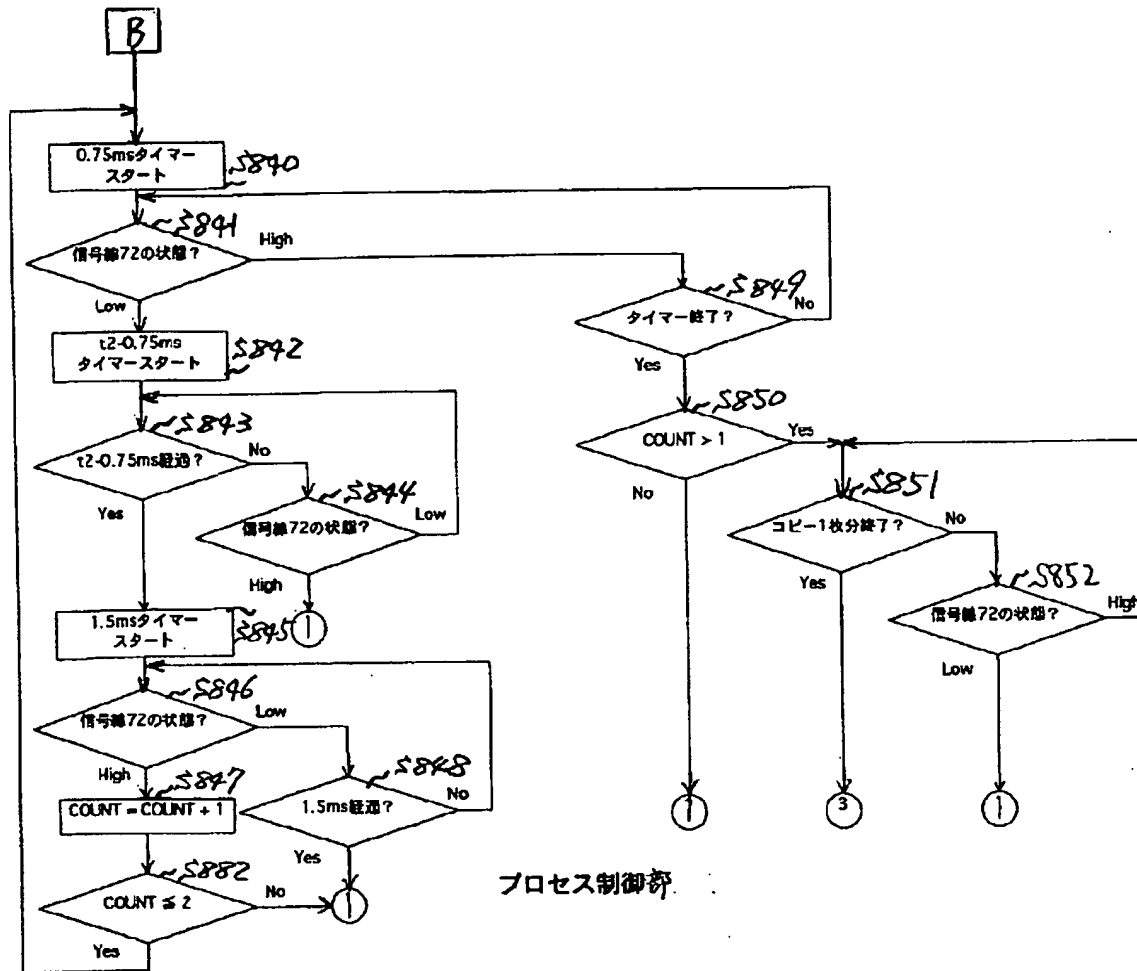 B
0.75msタイマー
スタート
S840
S841
信号線72の状態？
High
Low
S849
タイマー終了？
No
Yes
t2-0.75ms
タイマースタート
S842
S843
t2-0.75ms経過？
No
Yes
S844
信号線72の状態？
Low
High
1
S850
COUNT > 1
Yes
No
S851
コピー1枚分終了？
No
Yes
S852
信号線72の状態？
High
Low
1.5msタイマー
スタート
S845
S846
信号線72の状態？
Low
High
S847
COUNT = COUNT + 1
S848
1.5ms経過？
No
Yes
1
3
1
S882
COUNT ≦ 2
No
1
Yes
プロセス制御部